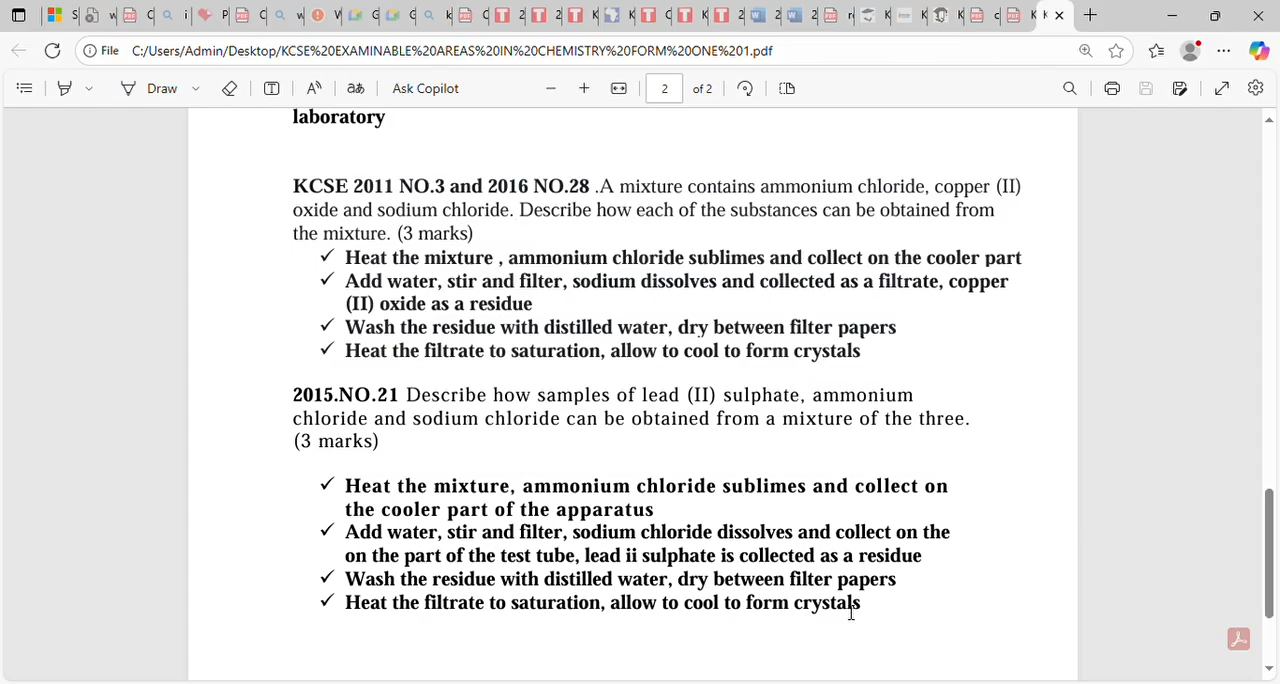 File C:/Users/Admin/Desktop/KCSE%20EXAMINABLE%20AREAS%20IN%20CHEMISTRY%20FORM%20ONE%201.pdf
Draw Ask Copilot 2 of 2
laboratory
KCSE 2011 NO.3 and 2016 NO.28 .A mixture contains ammonium chloride, copper (II)
oxide and sodium chloride. Describe how each of the substances can be obtained from
the mixture. (3 marks)
✓ Heat the mixture , ammonium chloride sublimes and collect on the cooler part
✓ Add water, stir and filter, sodium dissolves and collected as a filtrate, copper
(II) oxide as a residue
✓ Wash the residue with distilled water, dry between filter papers
✓ Heat the filtrate to saturation, allow to cool to form crystals
2015.NO.21 Describe how samples of lead (II) sulphate, ammonium
chloride and sodium chloride can be obtained from a mixture of the three.
(3 marks)
✓ Heat the mixture, ammonium chloride sublimes and collect on
the cooler part of the apparatus
✓ Add water, stir and filter, sodium chloride dissolves and collect on the
on the part of the test tube, lead ii sulphate is collected as a residue
✓ Wash the residue with distilled water, dry between filter papers
✓ Heat the filtrate to saturation, allow to cool to form crystals